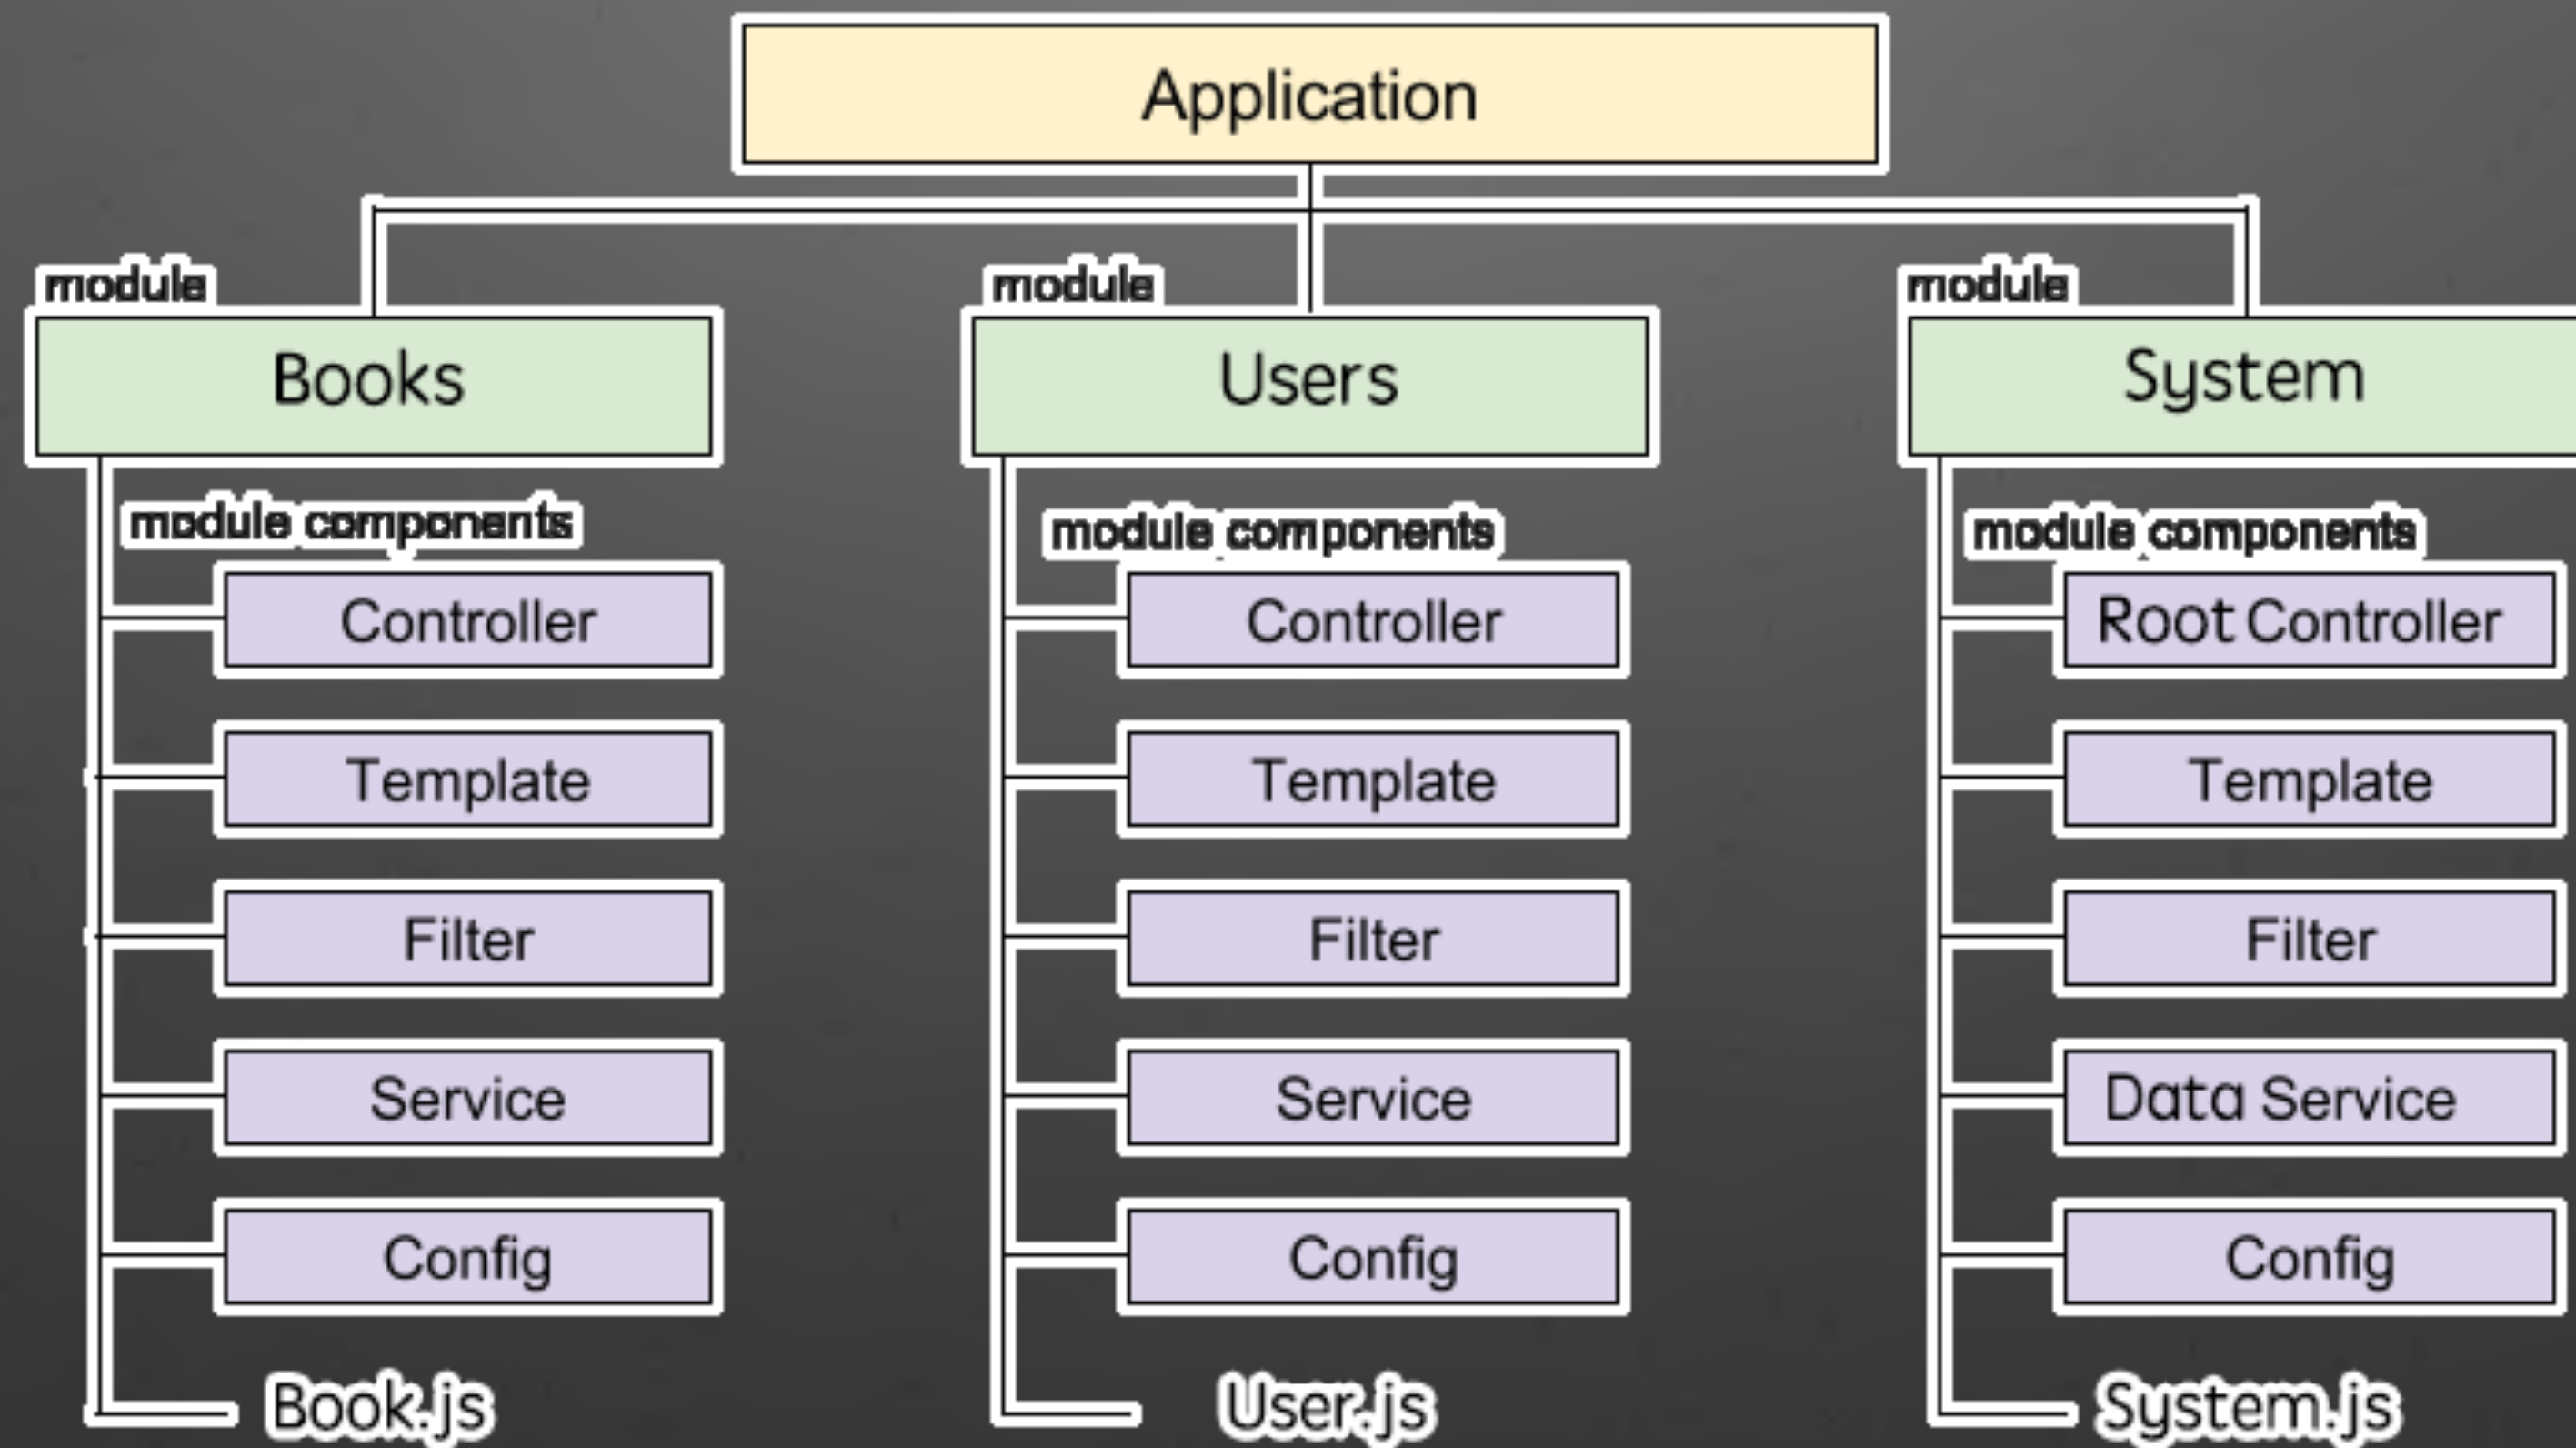 Application
module
Books
module components
Controller
Template
Filter
Service
Config
Book.js
module
Users
module components
Controller
Template
Filter
Service
Config
User.js
module
System
module components
Root Controller
Template
Filter
Data Service
Config
System.js